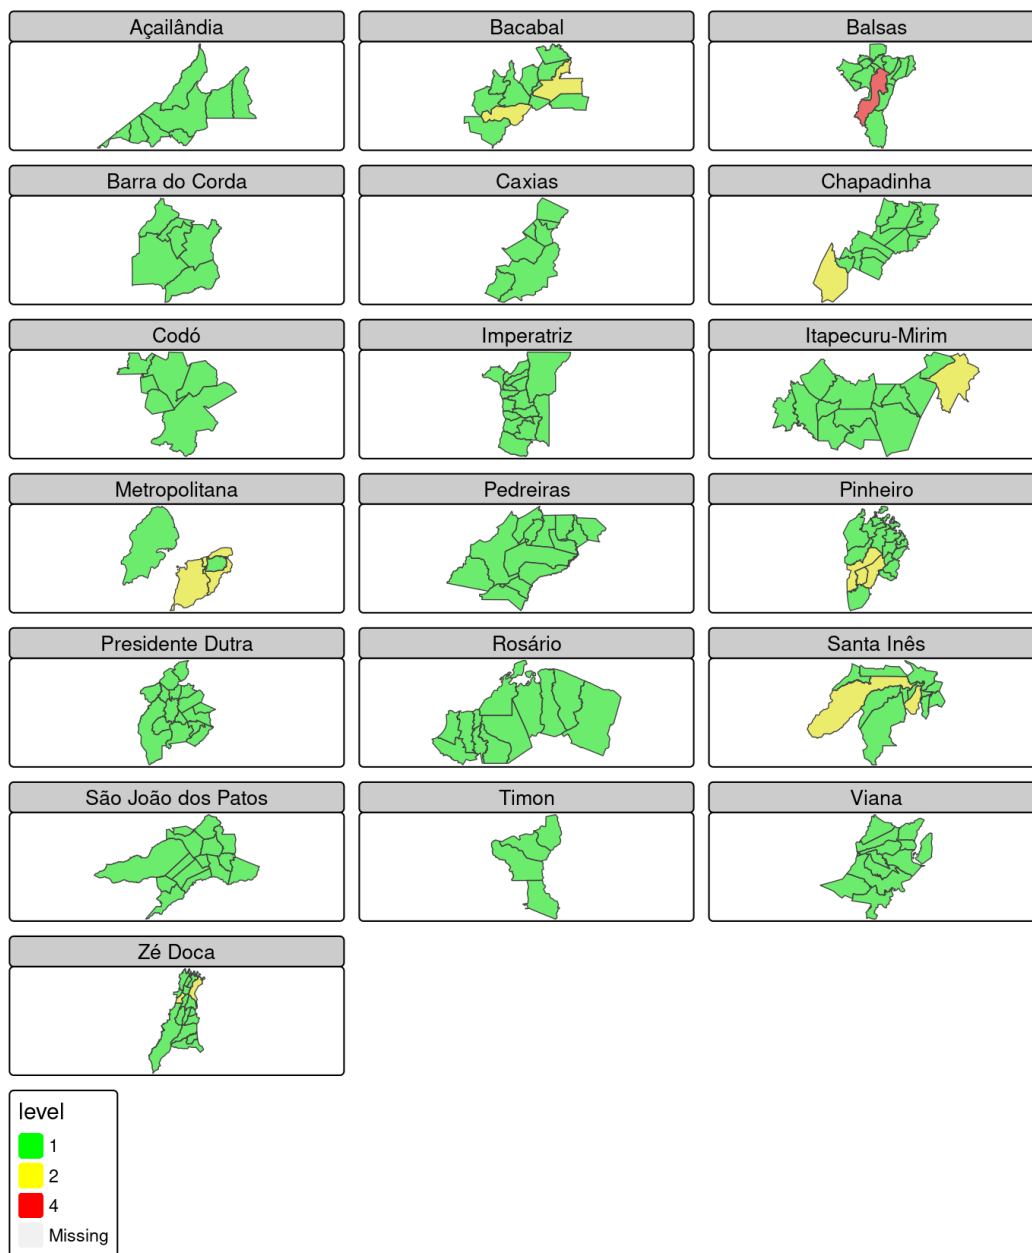 Açailândia
Bacabal
Balsas
Barra do Corda
Caxias
Chapadinha
Codó
Imperatriz
Itapecuru-Mirim
Metropolitana
Pedreiras
Pinheiro
Presidente Dutra
Rosário
Santa Inês
São João dos Patos
Timon
Viana
Zé Doca
level
1
2
4
Missing